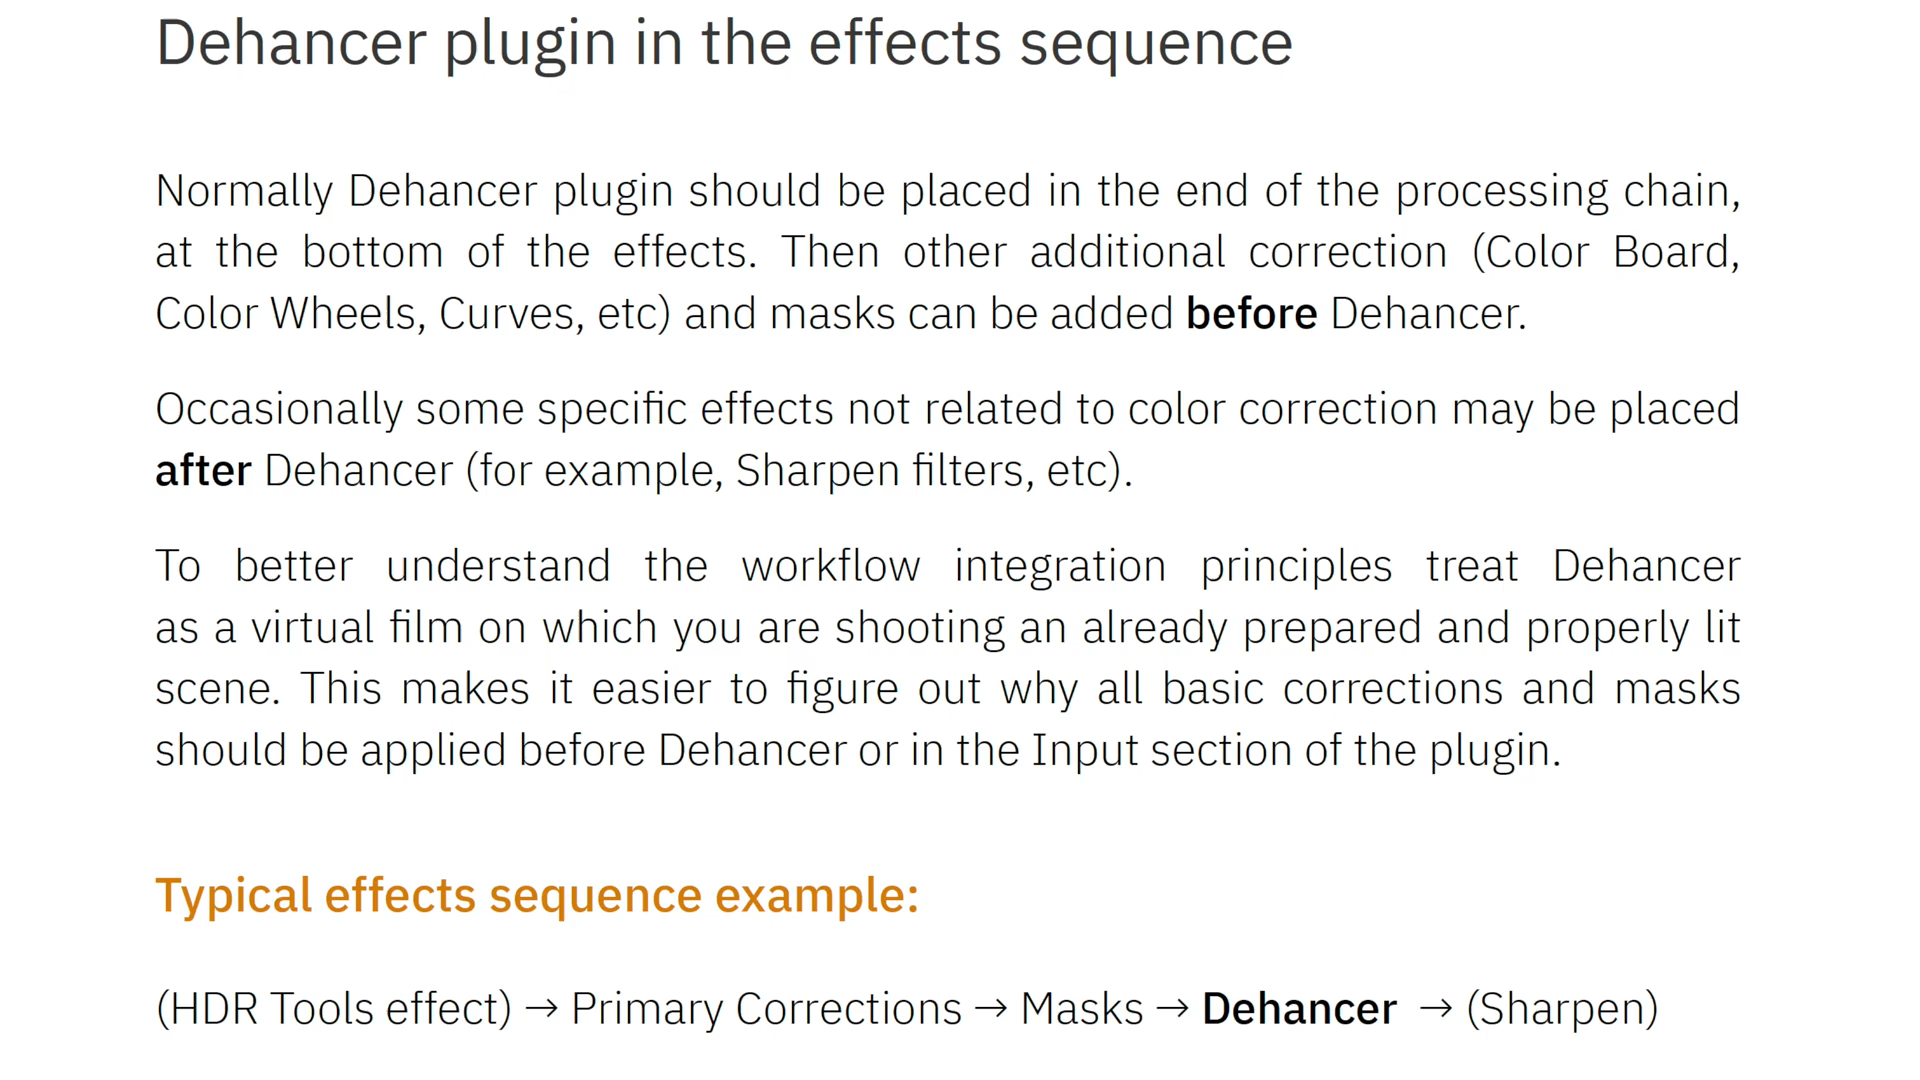 Dehancer plugin in the effects sequence
Normally Dehancer plugin should be placed in the end of the processing chain,
at the bottom of the effects. Then other additional correction (Color Board,
Color Wheels, Curves, etc) and masks can be added before Dehancer.
Occasionally some specific effects not related to color correction may be placed
after Dehancer (for example, Sharpen filters, etc).
To better understand the workflow integration principles treat Dehancer
as a virtual film on which you are shooting an already prepared and properly lit
scene. This makes it easier to figure out why all basic corrections and masks
should be applied before Dehancer or in the Input section of the plugin.
Typical effects sequence example:
(HDR Tools effect) → Primary Corrections → Masks → Dehancer → (Sharpen)